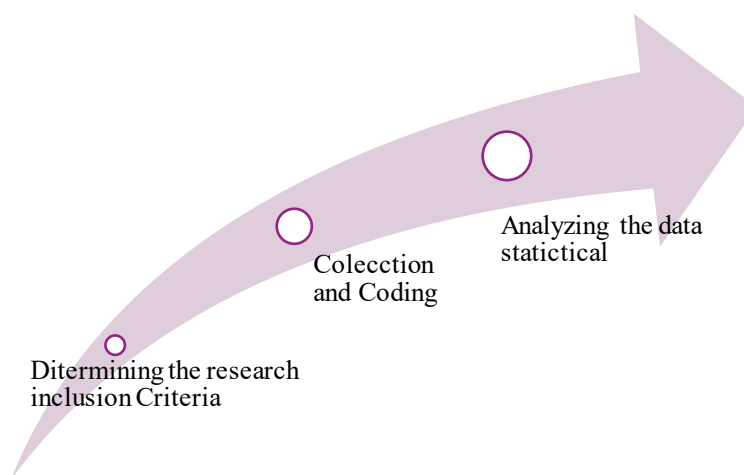 Ditermining the research
inclusion Criteria
Colecction
and Coding
Analyzing the data
statictical